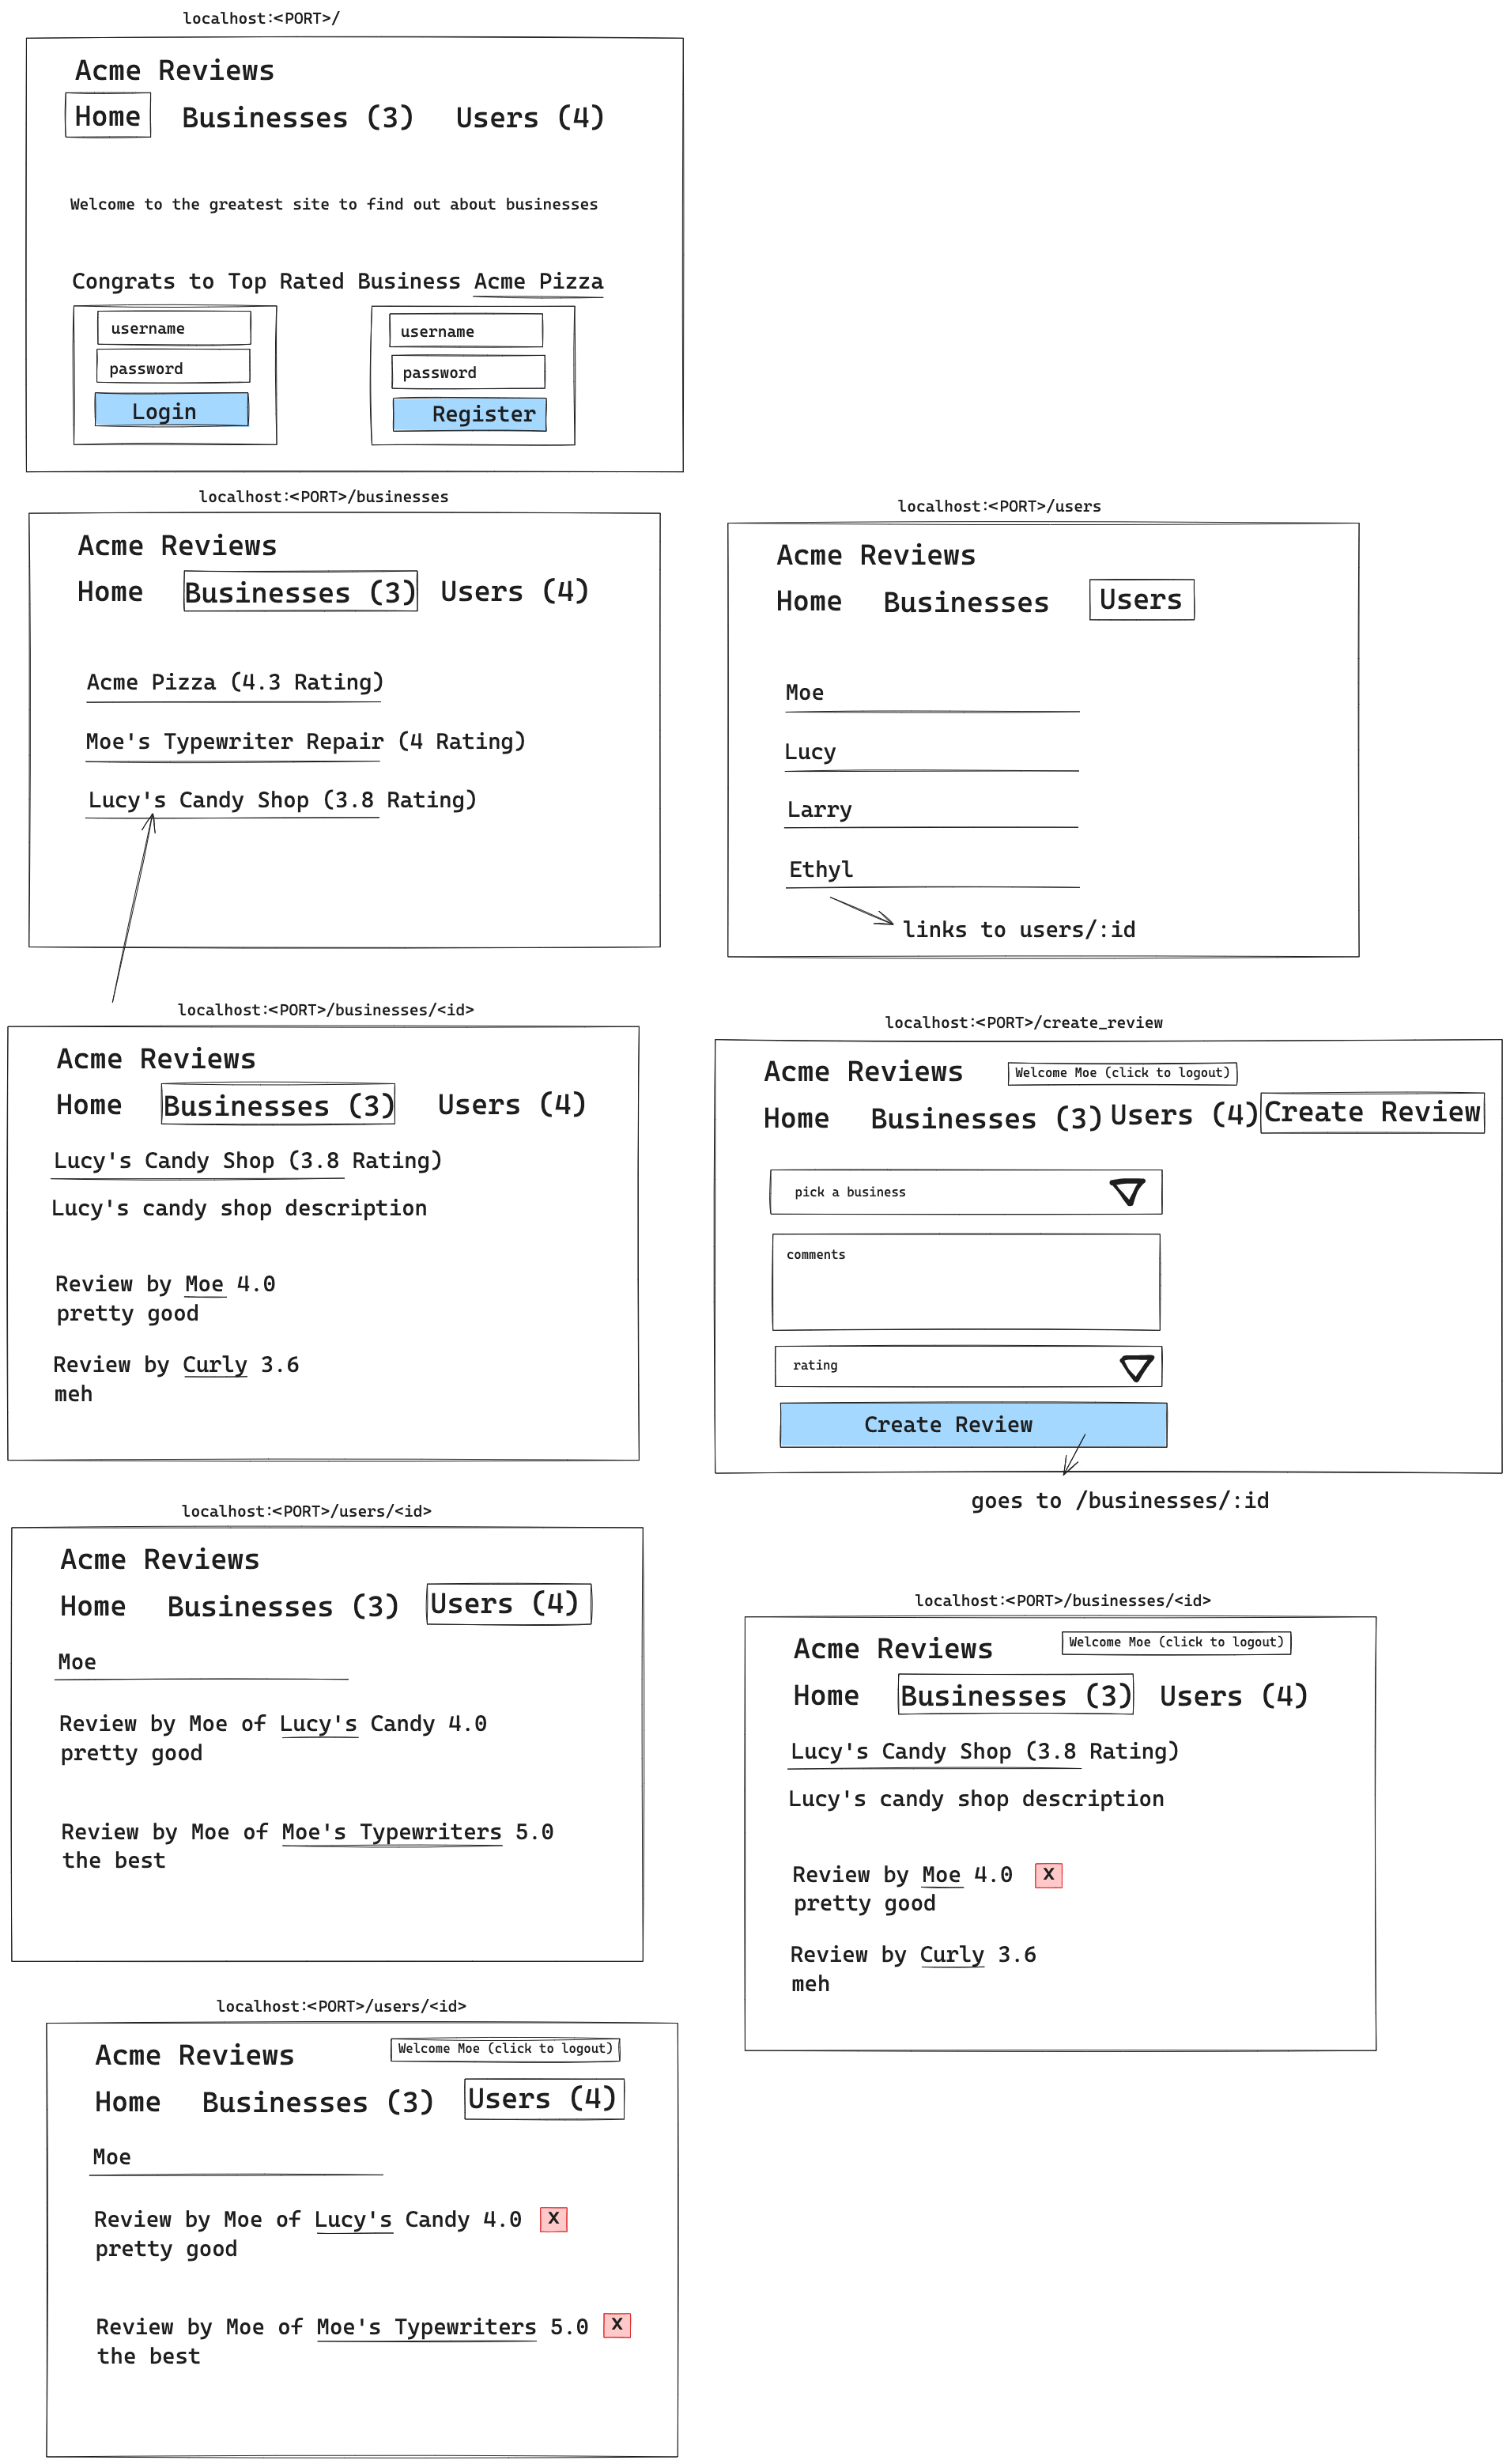 localhost:<PORT>/
Acme Reviews
Home Businesses (3) Users (4)
Welcome to the greatest site to find out about businesses
Congrats to Top Rated Business Acme Pizza
username
password
Login
username
password
Register
localhost:<PORT>/businesses
Acme Reviews
Home Businesses (3) Users (4)
Acme Pizza (4.3 Rating)
Moe's Typewriter Repair (4 Rating)
Lucy's Candy Shop (3.8 Rating)
localhost:<PORT>/users
Acme Reviews
Home Businesses Users
Moe
Lucy
Larry
Ethyl
links to users/:id
localhost:<PORT>/businesses/<id>
Acme Reviews
Home Businesses (3) Users (4)
Lucy's Candy Shop (3.8 Rating)
Lucy's candy shop description
Review by Moe 4.0
pretty good
Review by Curly 3.6
meh
localhost:<PORT>/create_review
Acme Reviews Welcome Moe (click to logout)
Home Businesses (3) Users (4) Create Review
pick a business
comments
rating
Create Review
goes to /businesses/:id
localhost:<PORT>/users/<id>
Acme Reviews
Home Businesses (3) Users (4)
Moe
Review by Moe of Lucy's Candy 4.0
pretty good
Review by Moe of Moe's Typewriters 5.0
the best
localhost:<PORT>/businesses/<id>
Acme Reviews Welcome Moe (click to logout)
Home Businesses (3) Users (4)
Lucy's Candy Shop (3.8 Rating)
Lucy's candy shop description
Review by Moe 4.0 X
pretty good
Review by Curly 3.6
meh
localhost:<PORT>/users/<id>
Acme Reviews Welcome Moe (click to logout)
Home Businesses (3) Users (4)
Moe
Review by Moe of Lucy's Candy 4.0 X
pretty good
Review by Moe of Moe's Typewriters 5.0 X
the best